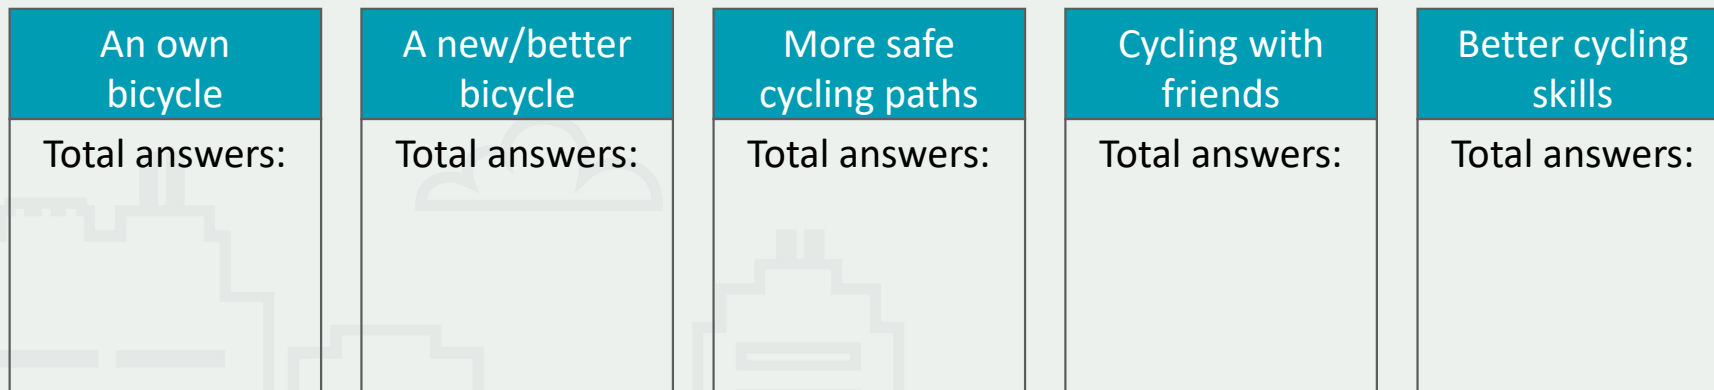 An own
bicycle
Total answers:
A new/better
bicycle
Total answers:
More safe
cycling paths
Total answers:
Cycling with
friends
Total answers:
Better cycling
skills
Total answers: